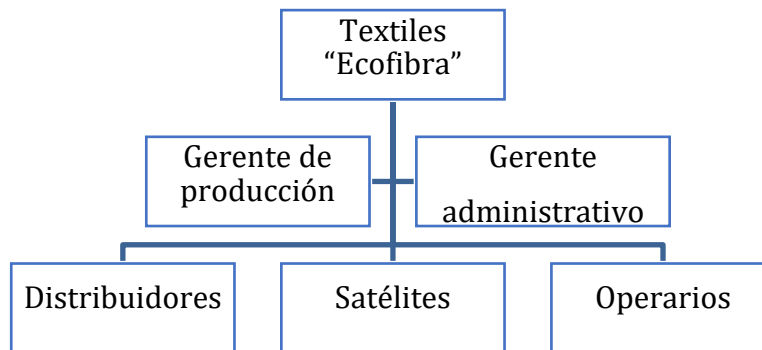 Textiles
“Ecofibra”
Gerente de
producción
Gerente
administrativo
Distribuidores
Satélites
Operarios